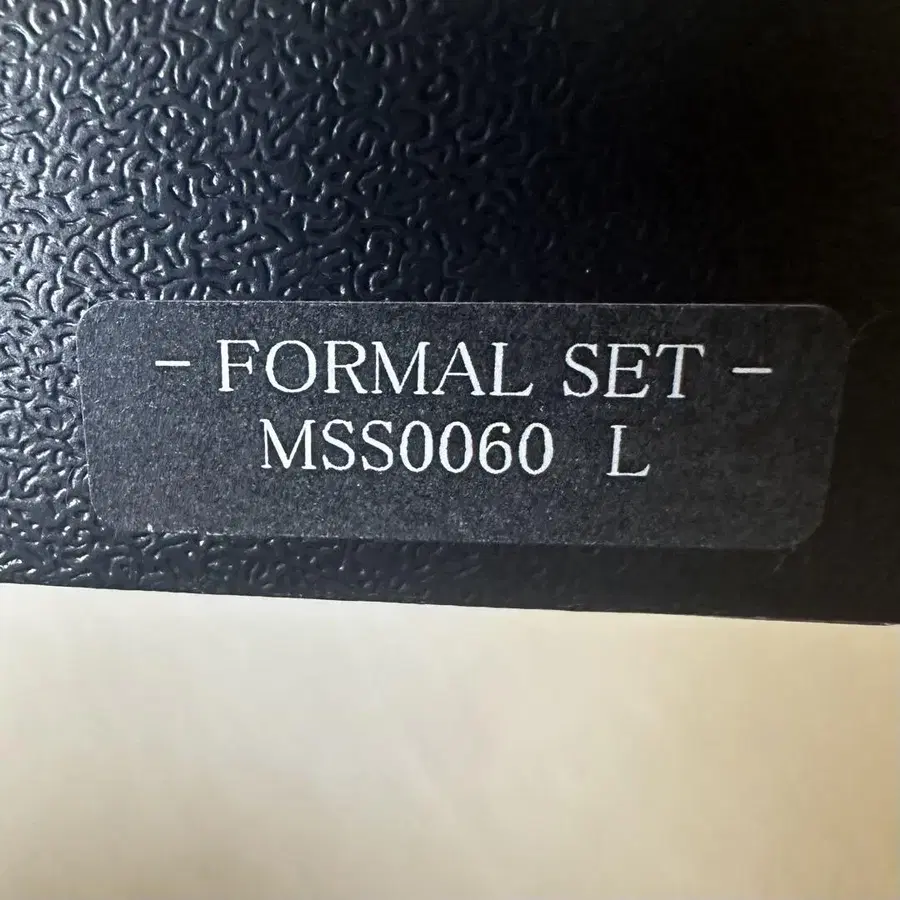 - FORMAL SET -
MSS0060 L